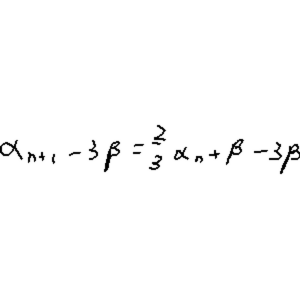 α_{n+1} - 3β = \frac{2}{3} α_n + β - 3β